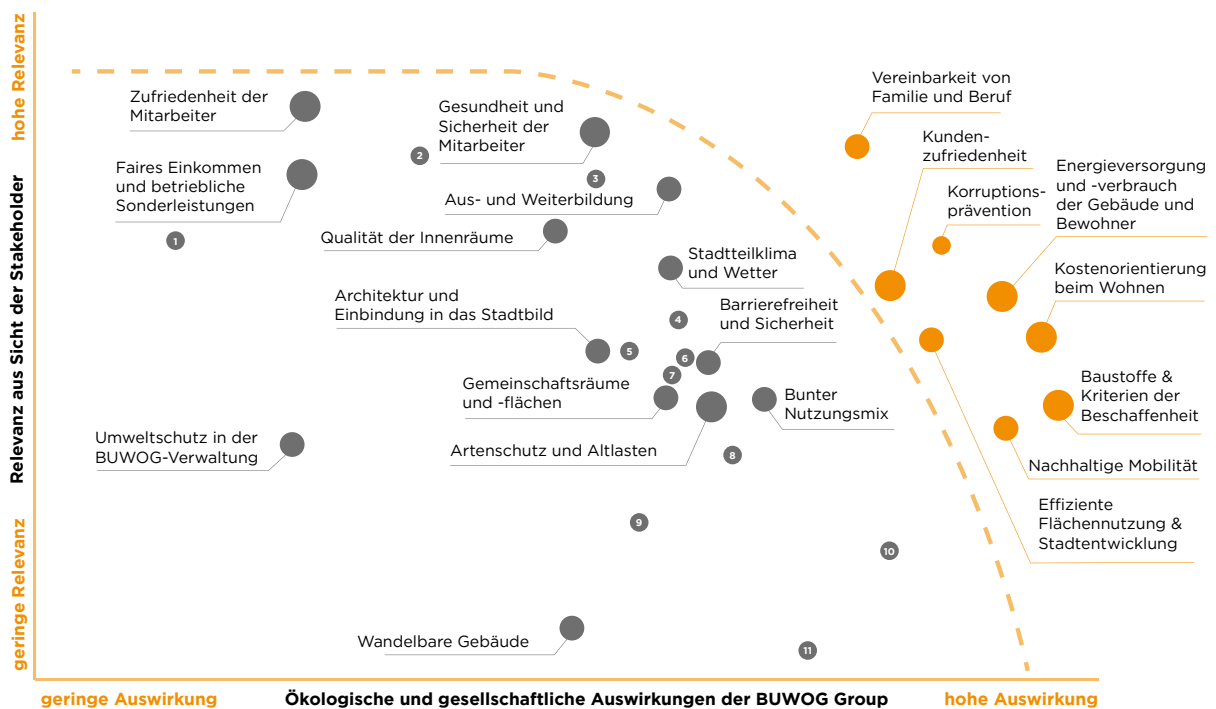 hohe Relevanz
Relevanz aus Sicht der Stakeholder
geringe Relevanz
Zufriedenheit der
Mitarbeiter
Gesundheit und
Sicherheit der
Mitarbeiter
Vereinbarkeit von
Familie und Beruf
Kunden-
zufriedenheit
Energieversorgung
und -verbrauch
der Gebäude und
Bewohner
2
Faires Einkommen
und betriebliche
Sonderleistungen
3
Aus- und Weiterbildung
Korruptions-
prävention
1
Qualität der Innenräume
Stadtteilklima
und Wetter
Kostenorientierung
beim Wohnen
Architektur und
Einbindung in das Stadtbild
4
Barrierefreiheit
und Sicherheit
5
6
7
Gemeinschaftsräume
und -flächen
Bunter
Nutzungsmix
Baustoffe &
Kriterien der
Beschaffenheit
Umweltschutz in der
BUWOG-Verwaltung
Artenschutz und Altlasten
8
Nachhaltige Mobilität
9
Effiziente
Flächennutzung &
Stadtentwicklung
10
Wandelbare Gebäude
11
geringe Auswirkung
Ökologische und gesellschaftliche Auswirkungen der BUWOG Group
hohe Auswirkung